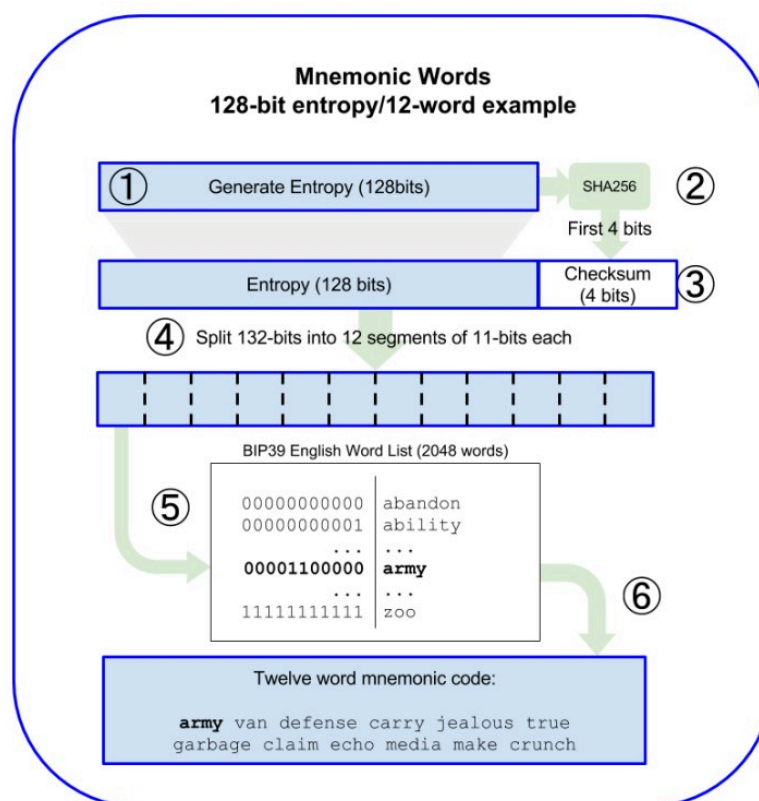 Mnemonic Words
128-bit entropy/12-word example
① Generate Entropy (128bits) SHA256 ②
First 4 bits
Entropy (128 bits) Checksum (4 bits) ③
④ Split 132-bits into 12 segments of 11-bits each
BIP39 English Word List (2048 words)
⑤
00000000000 abandon
00000000001 ability
... ...
00001100000 army
... ...
11111111111 zoo
⑥
Twelve word mnemonic code:
army van defense carry jealous true
garbage claim echo media make crunch